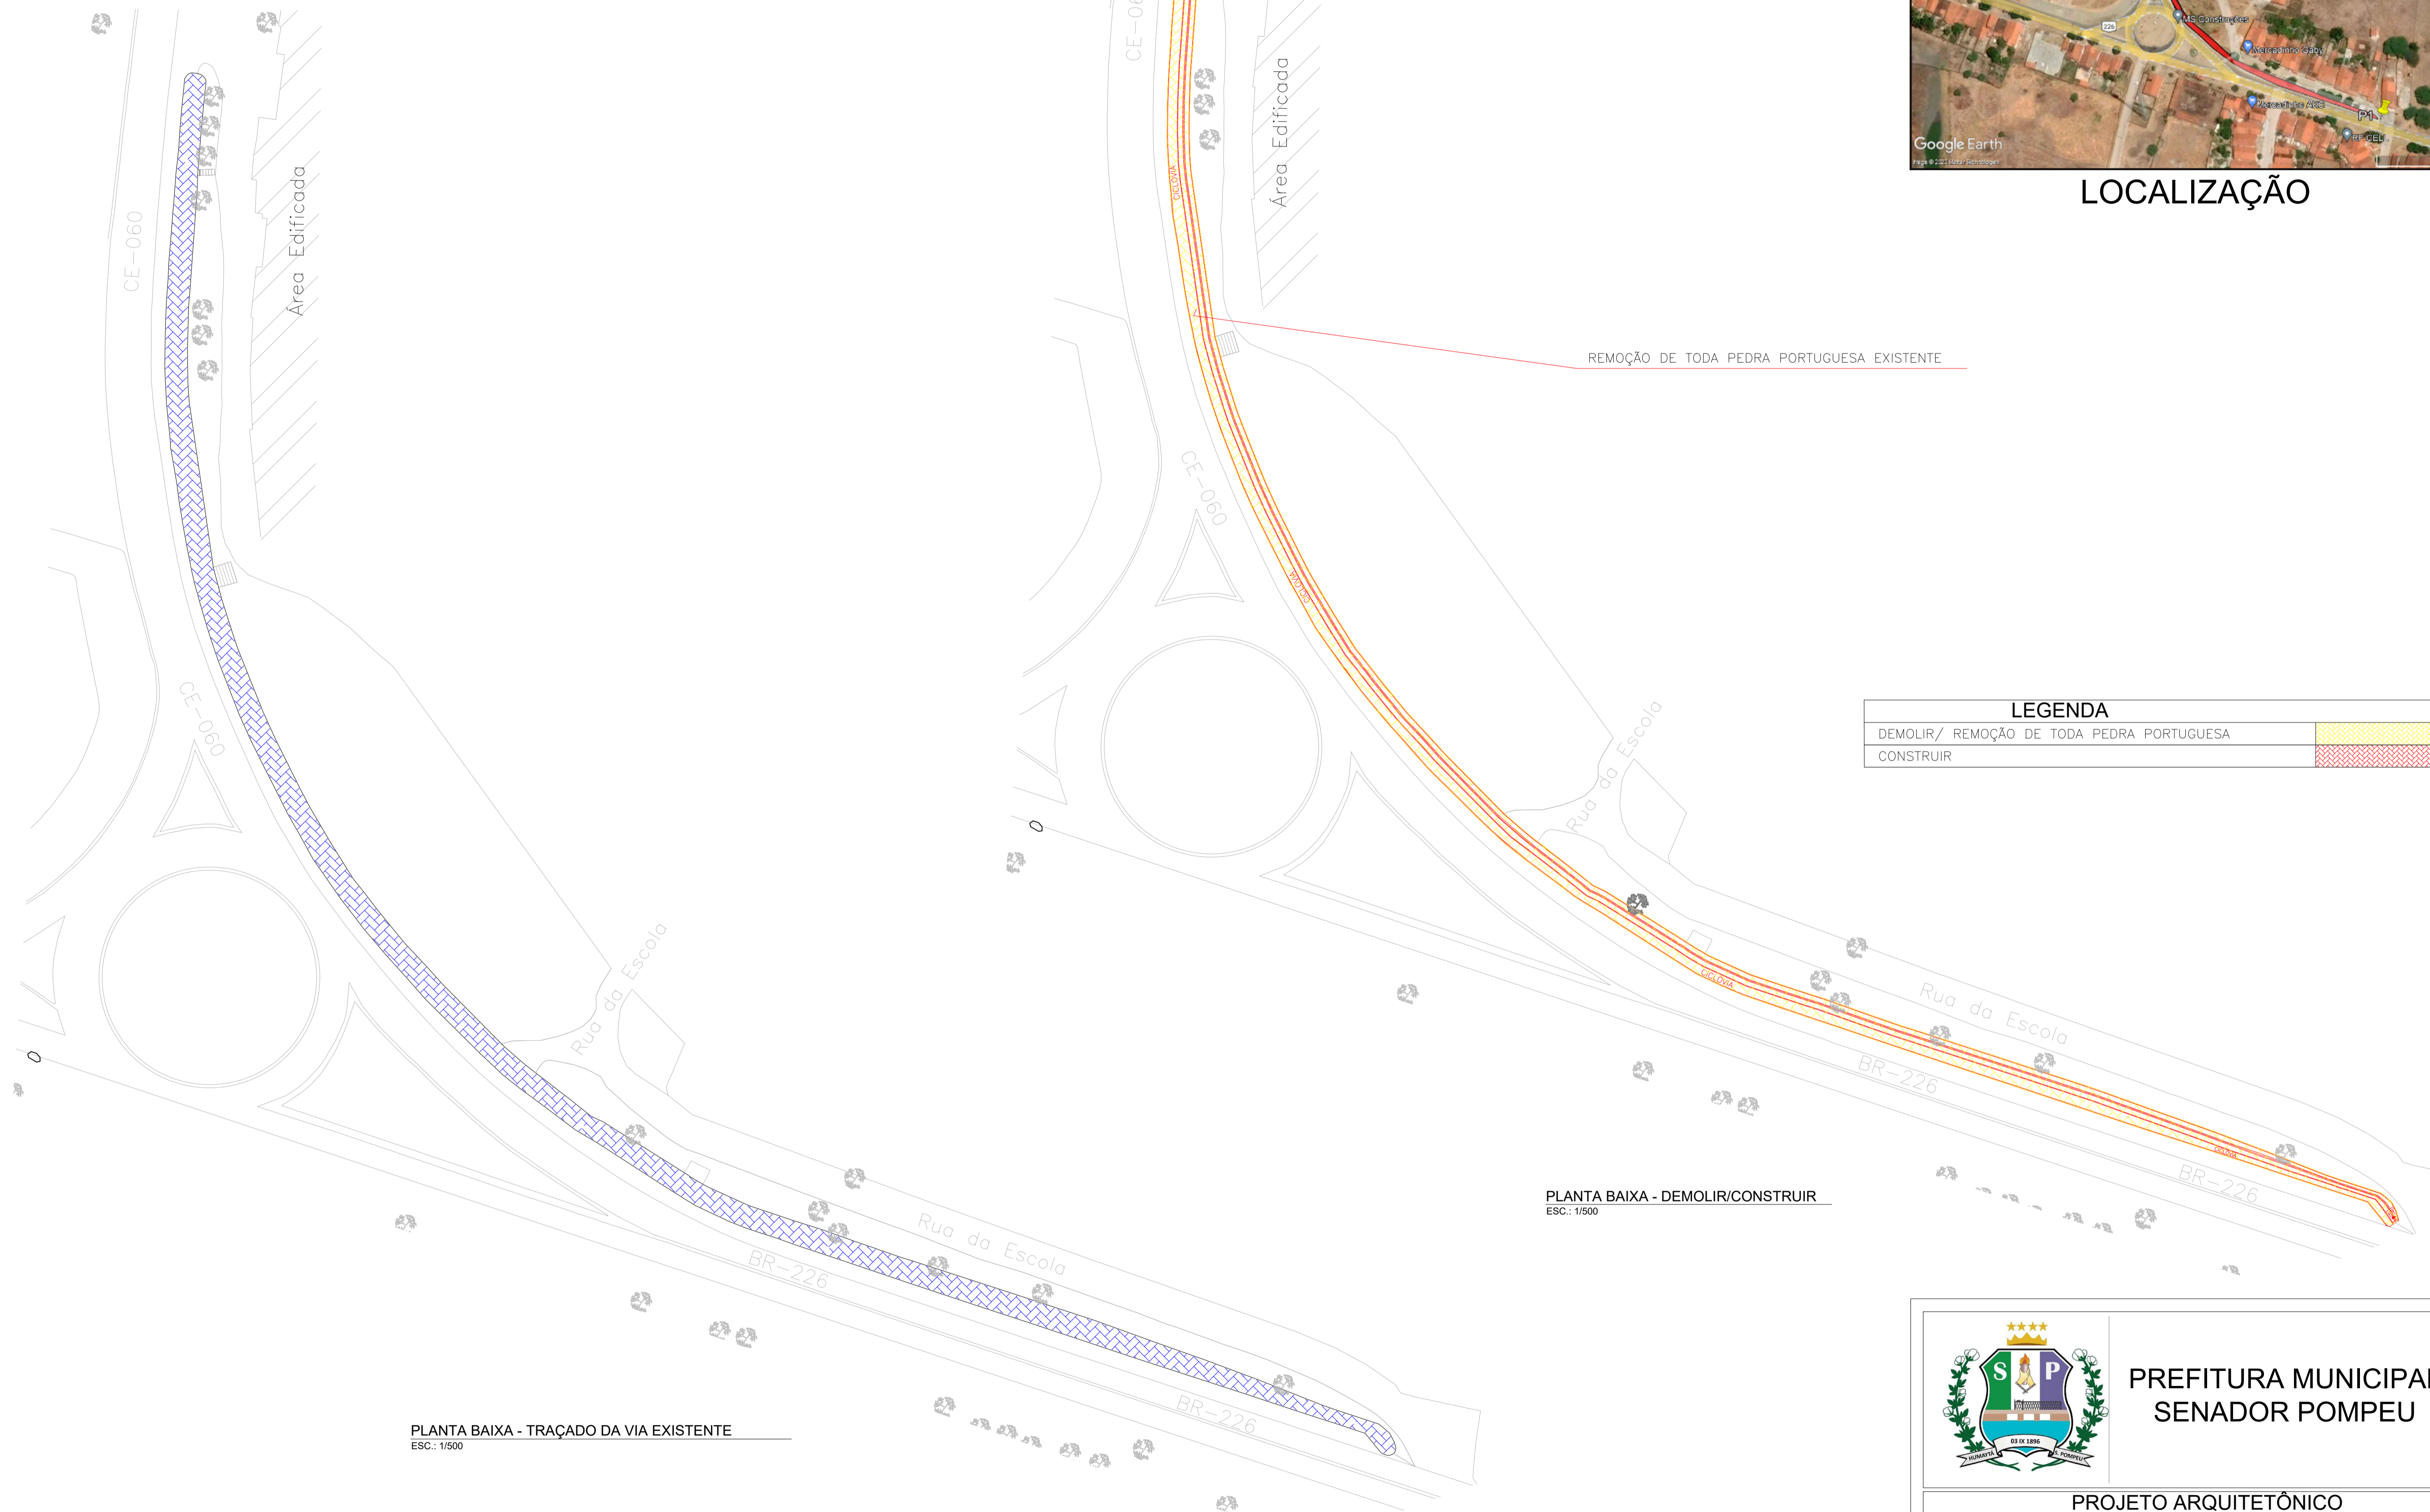 CE-060
Área Edificada
CE-060
Rua da Escola
Rua da Escola
BR-226
BR-226
PLANTA BAIXA - TRAÇADO DA VIA EXISTENTE
ESC.: 1/500
Área Edificada
CICLOVIA
REMOÇÃO DE TODA PEDRA PORTUGUESA EXISTENTE
CE-060
CICLOVIA
Rua da Escola
CICLOVIA
Rua da Escola
BR-226
BR-226
PLANTA BAIXA - DEMOLIR/CONSTRUIR
ESC.: 1/500
MS Construções
226
Mercadinho Gaby
P1
Google Earth
LOCALIZAÇÃO
LEGENDA
DEMOLIR/ REMOÇÃO DE TODA PEDRA PORTUGUESA
CONSTRUIR
S P
03 IX 1896
HUMAYTÁ
S. POMPEU
PREFITURA MUNICIPA
SENADOR POMPEU
PROJETO ARQUITETÔNICO